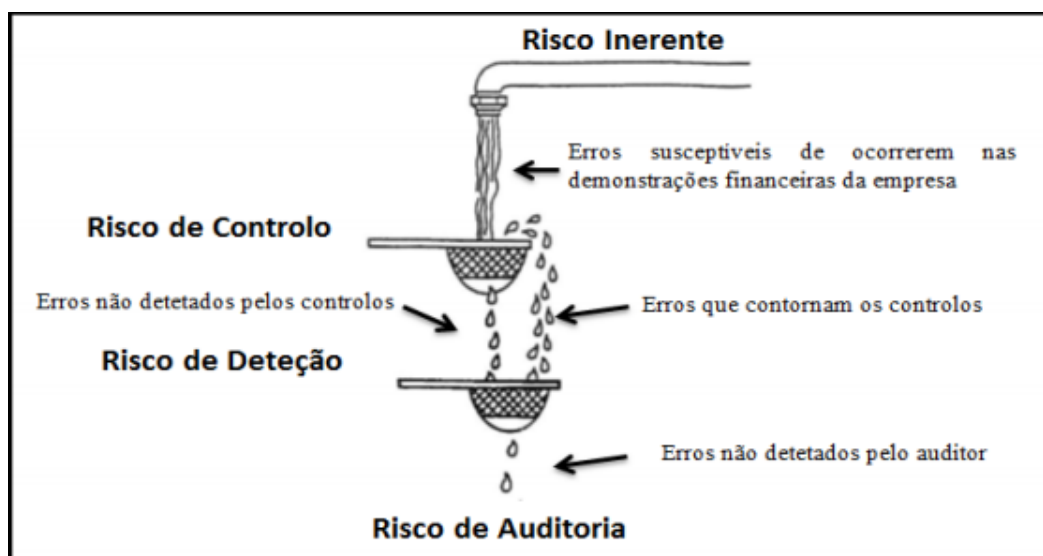 Risco Inerente
Erros susceptiveis de ocorrerem nas
demonstrações financeiras da empresa
Risco de Controlo
Erros não detetados pelos controlos
Erros que contornam os controlos
Risco de Deteção
Erros não detetados pelo auditor
Risco de Auditoria